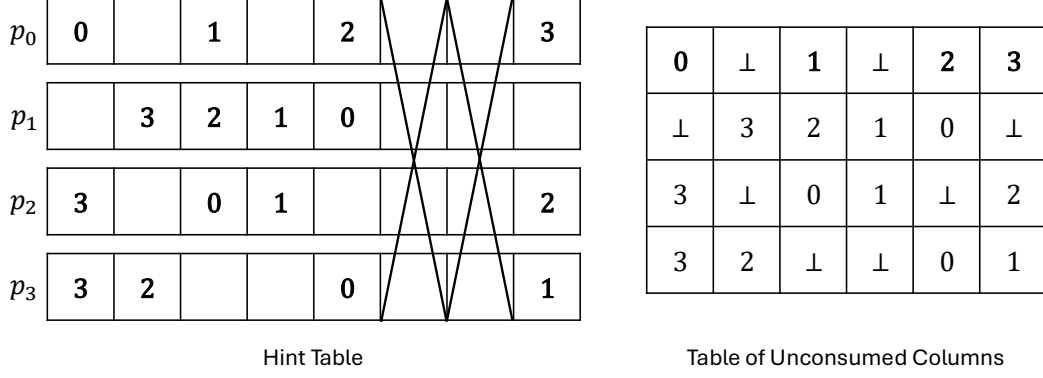 p₀ 0 1 2 3
p₁ 3 2 1 0
p₂ 3 0 1 2
p₃ 3 2 0 1
Hint Table
0 ⊥ 1 ⊥ 2 3
⊥ 3 2 1 0 ⊥
3 ⊥ 0 1 ⊥ 2
3 2 ⊥ ⊥ 0 1
Table of Unconsumed Columns